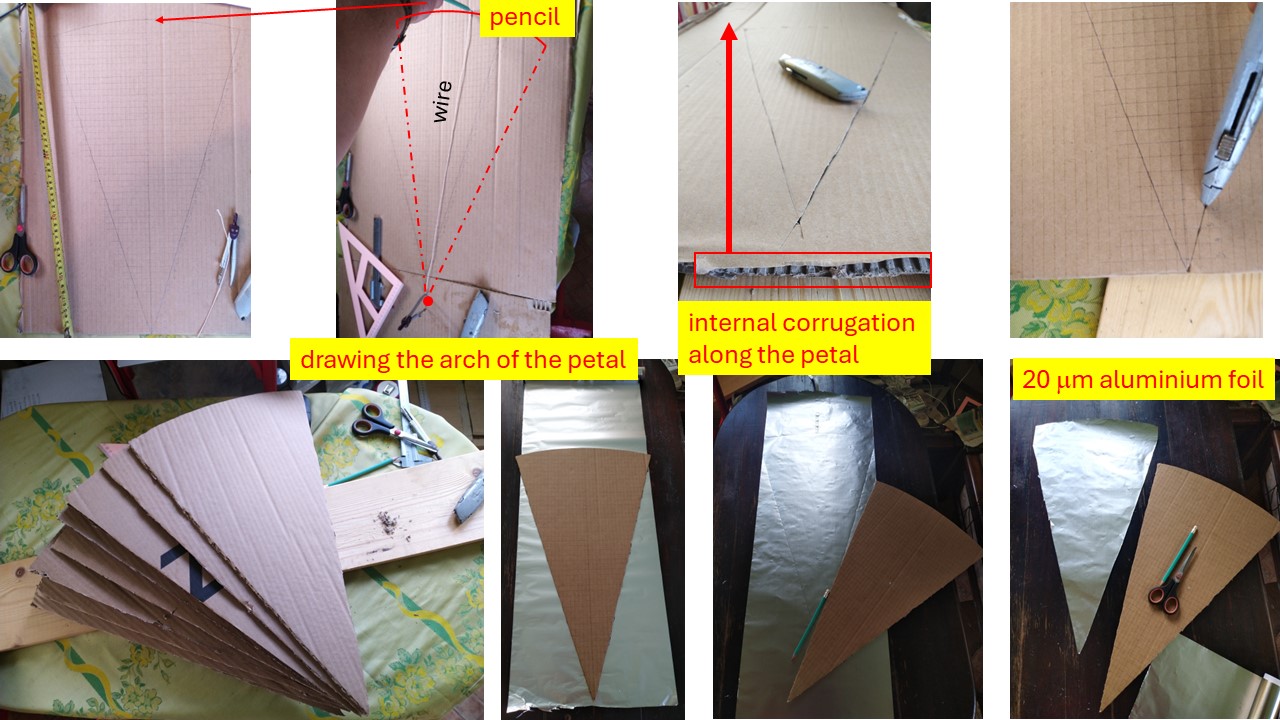 pencil
wire
internal corrugation
along the petal
drawing the arch of the petal
20 μm aluminium foil